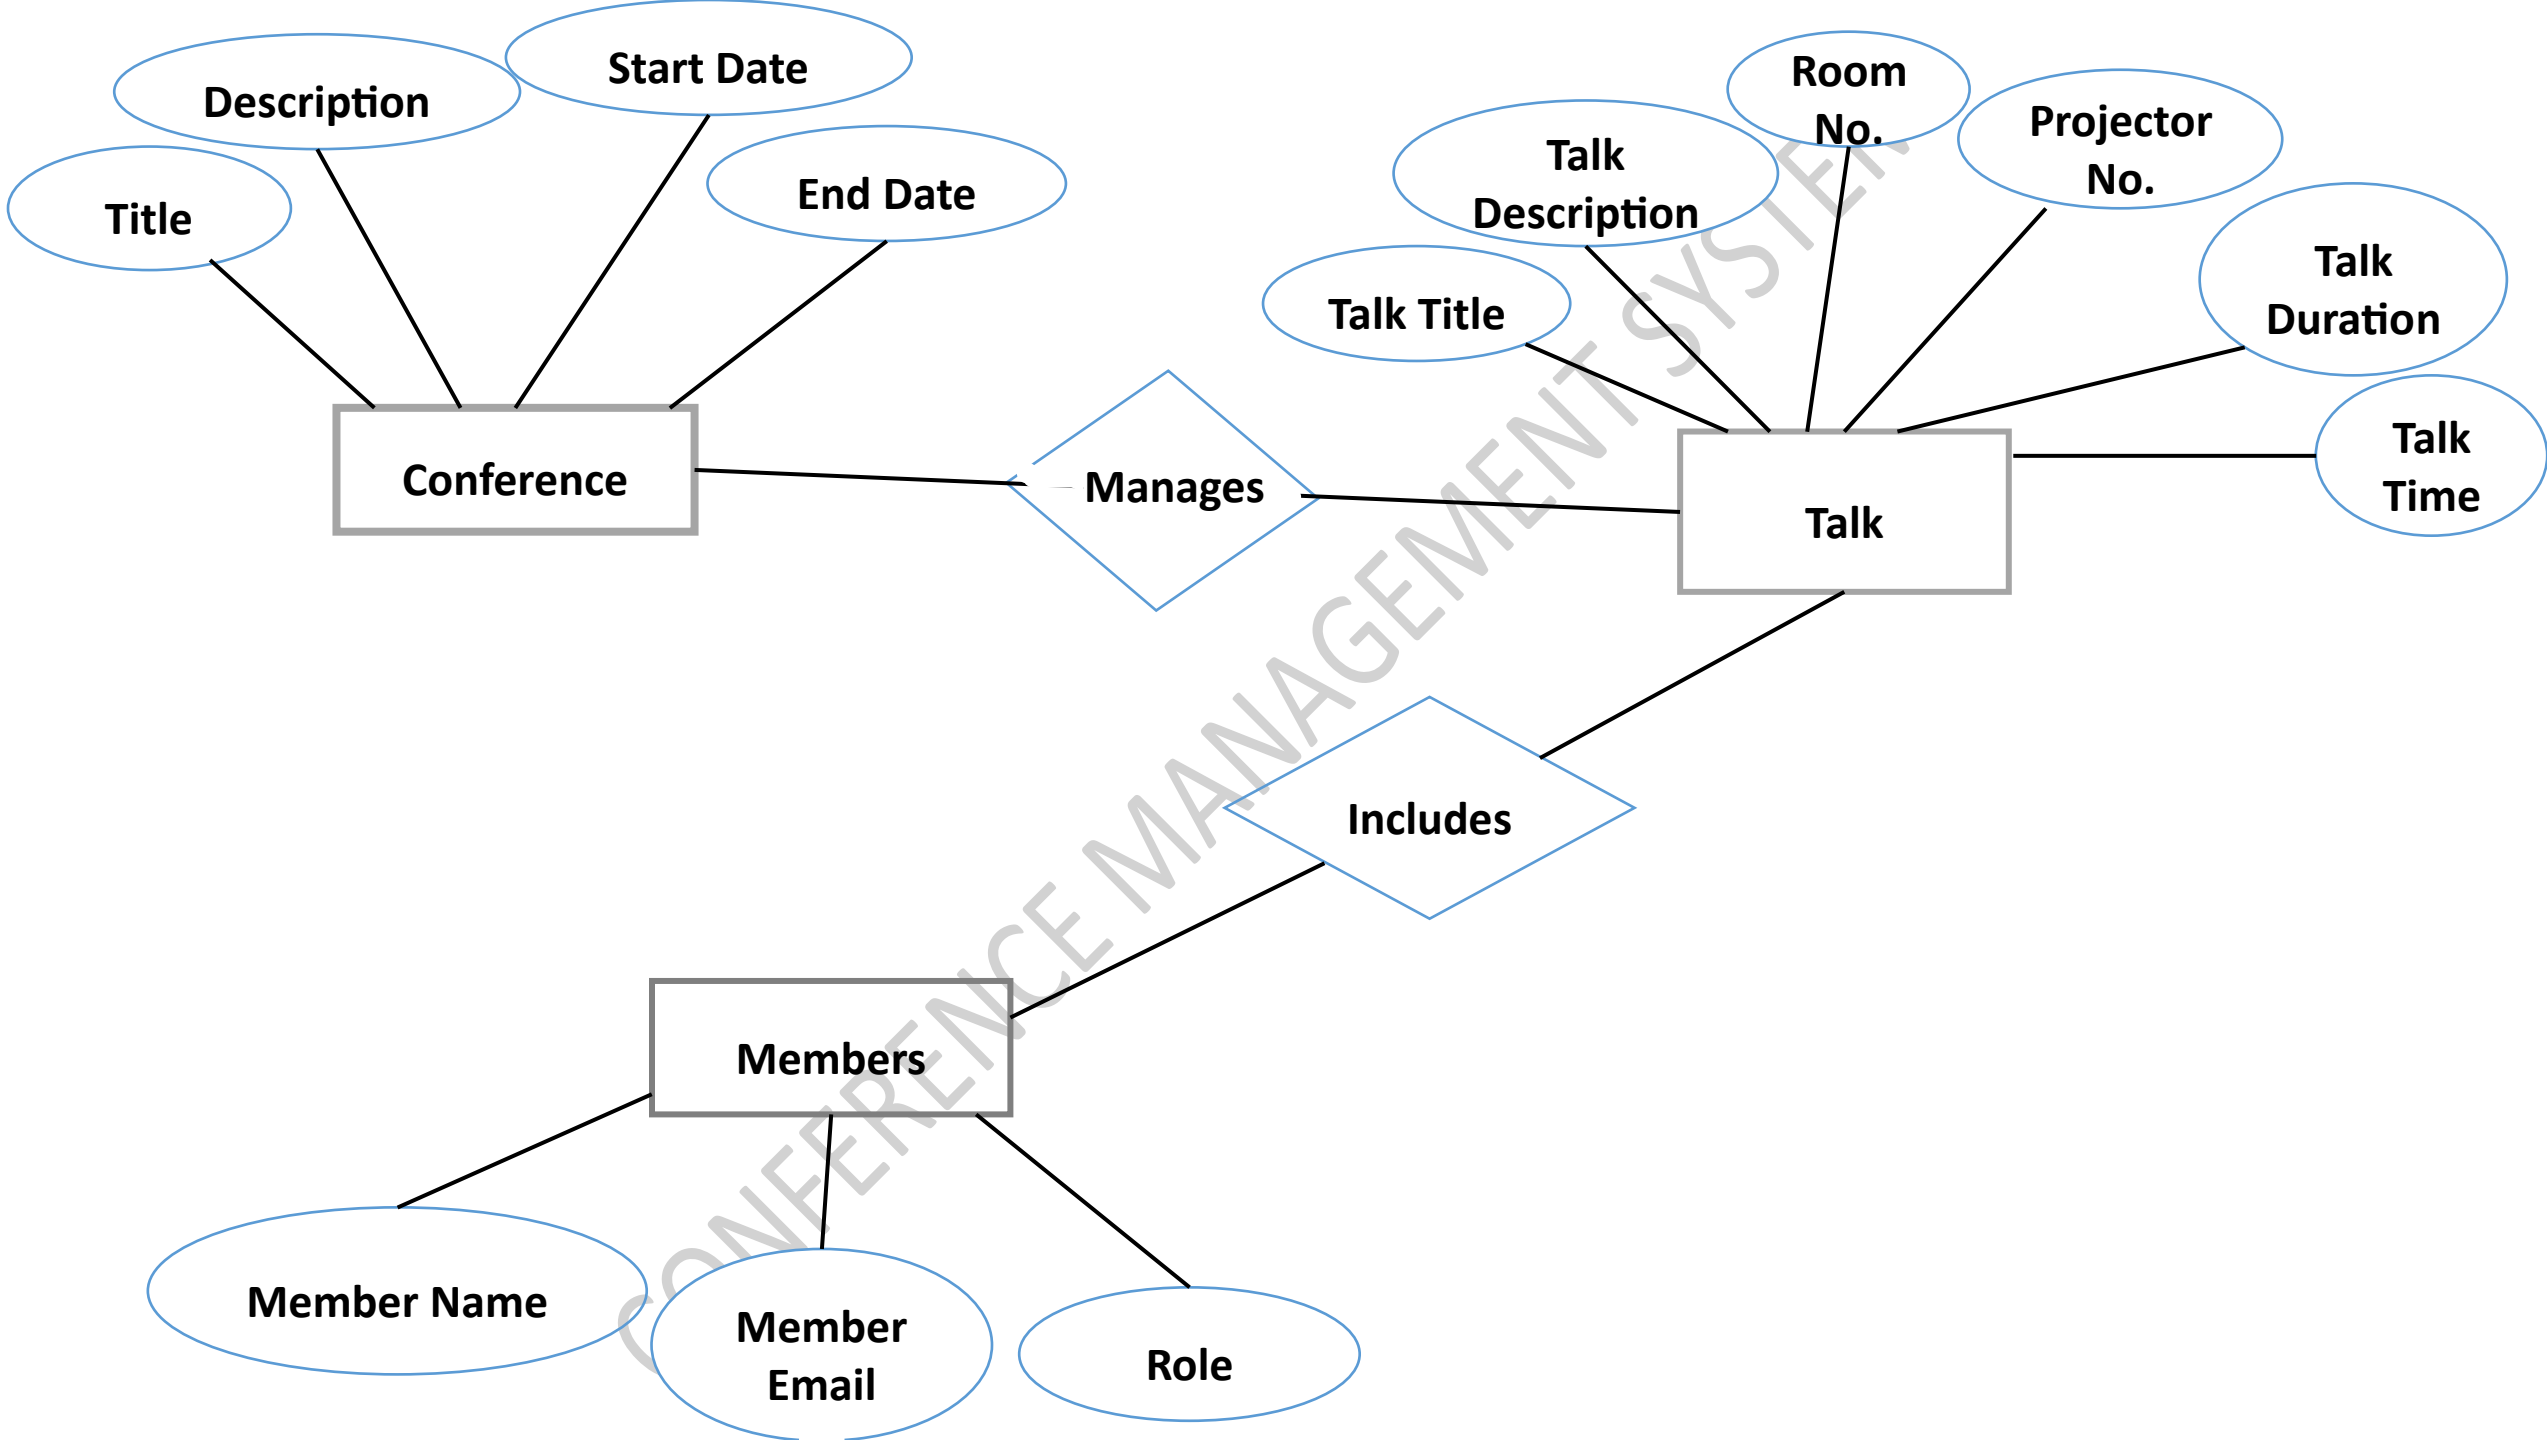 Start Date
Description
Title
End Date
Room
No.
Projector
No.
Talk
Description
Talk Title
Talk
Duration
Talk
Time
Conference
Manages
Talk
Includes
Members
Member Name
Member
Email
Role
CONFERENCE MANAGEMENT SYSTEM